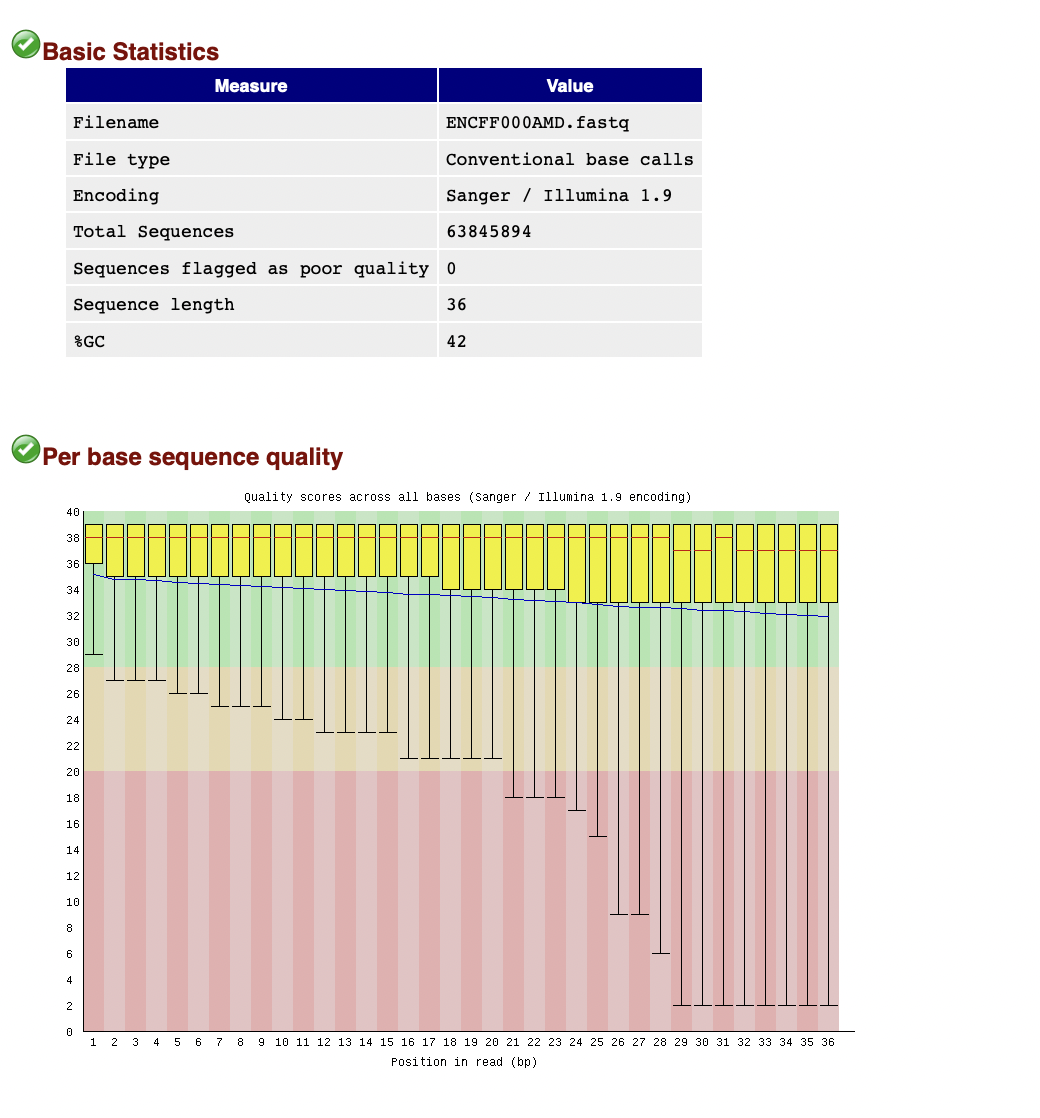 Basic Statistics
Measure Value
Filename ENCFF000AMD.fastq
File type Conventional base calls
Encoding Sanger / Illumina 1.9
Total Sequences 63845894
Sequences flagged as poor quality 0
Sequence length 36
%GC 42
Per base sequence quality
Quality scores across all bases (Sanger / Illumina 1.9 encoding)
40
38
36
34
32
30
28
26
24
22
20
18
16
14
12
10
8
6
4
2
0
1 2 3 4 5 6 7 8 9 10 11 12 13 14 15 16 17 18 19 20 21 22 23 24 25 26 27 28 29 30 31 32 33 34 35 36
Position in read (bp)